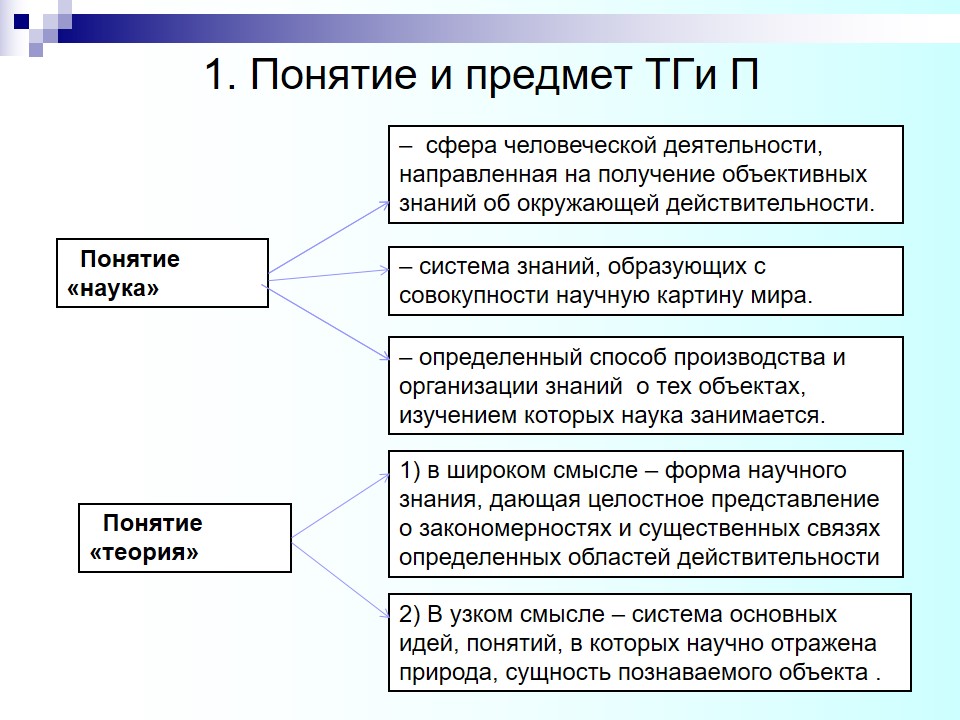 1. Понятие и предмет ТГи П
– сфера человеческой деятельности,
направленная на получение объективных
знаний об окружающей действительности.
Понятие
«наука»
– система знаний, образующих с
совокупности научную картину мира.
– определенный способ производства и
организации знаний о тех объектах,
изучением которых наука занимается.
Понятие
«теория»
1) в широком смысле – форма научного
знания, дающая целостное представление
о закономерностях и существенных связях
определенных областей действительности
2) В узком смысле – система основных
идей, понятий, в которых научно отражена
природа, сущность познаваемого объекта .